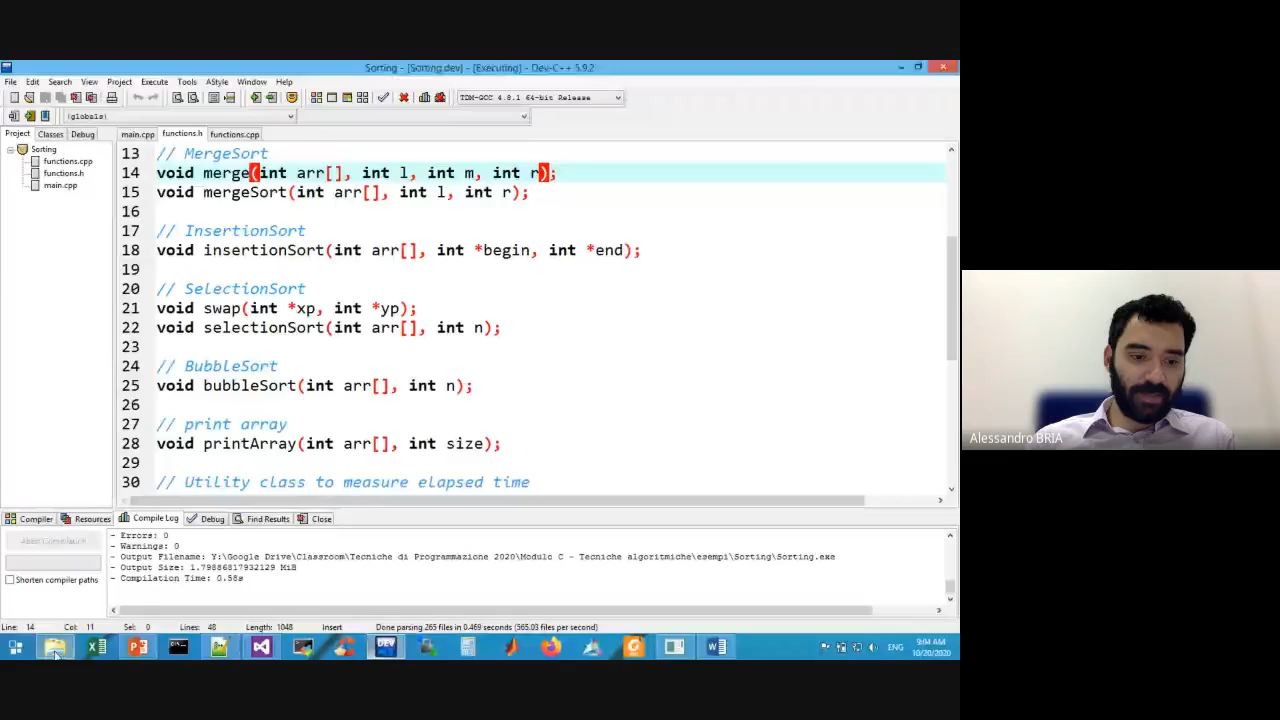 Sorting - [Sorting.dev] - [Executing] - Dev-C++ 5.9.2
File Edit Search View Project Execute Tools AStyle Window Help
TDM-GCC 4.8.1 64-bit Release
(globals)
Project Classes Debug
main.cpp functions.h functions.cpp
Sorting
functions.cpp
functions.h
main.cpp
13 // MergeSort
14 void merge(int arr[], int l, int m, int r);
15 void mergeSort(int arr[], int l, int r);
16
17 // InsertionSort
18 void insertionSort(int arr[], int *begin, int *end);
19
20 // SelectionSort
21 void swap(int *xp, int *yp);
22 void selectionSort(int arr[], int n);
23
24 // BubbleSort
25 void bubbleSort(int arr[], int n);
26
27 // print array
28 void printArray(int arr[], int size);
29
30 // Utility class to measure elapsed time
Compiler Resources Compile Log Debug Find Results Close
Abort Compilation
Shorten compiler paths
- Errors: 0
- Warnings: 0
- Output Filename: Y:\Google Drive\Classroom\Tecniche di Programmazione 2020\Modulo C - Tecniche algoritmiche\esempi\Sorting\Sorting.exe
- Output Size: 1.79886817932129 MiB
- Compilation Time: 0.58s
Line: 14 Col: 11 Sel: 0 Lines: 48 Length: 1048 Insert Done parsing 265 files in 0.469 seconds (565.03 files per second)
DEV
ENG
9:04 AM
10/20/2020
Alessandro BRIA